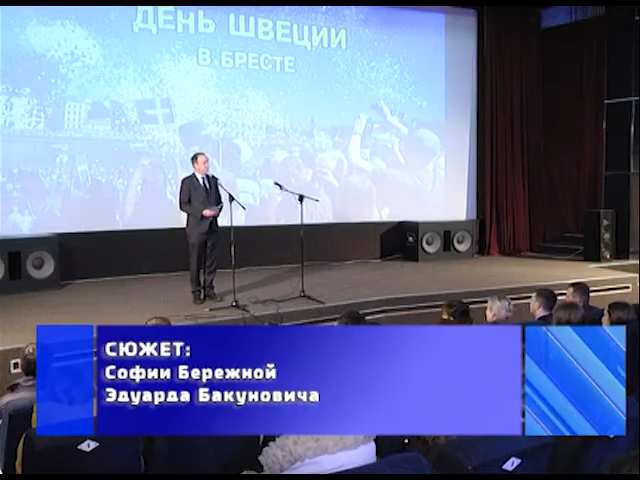 ДЕНЬ ШВЕЦИИ
В БРЕСТЕ
СЮЖЕТ:
Софии Бережной
Эдуарда Бакуновича